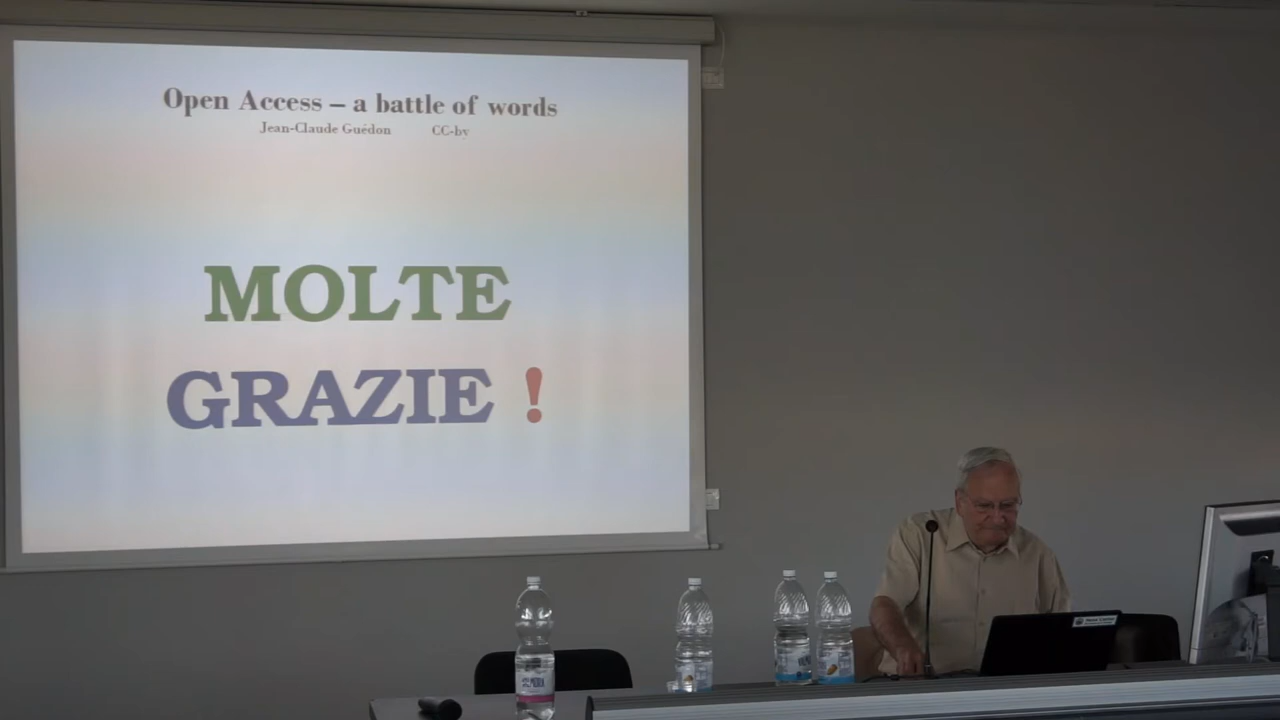 Open Access – a battle of words
Jean-Claude Guédon CC-by
MOLTE
GRAZIE !